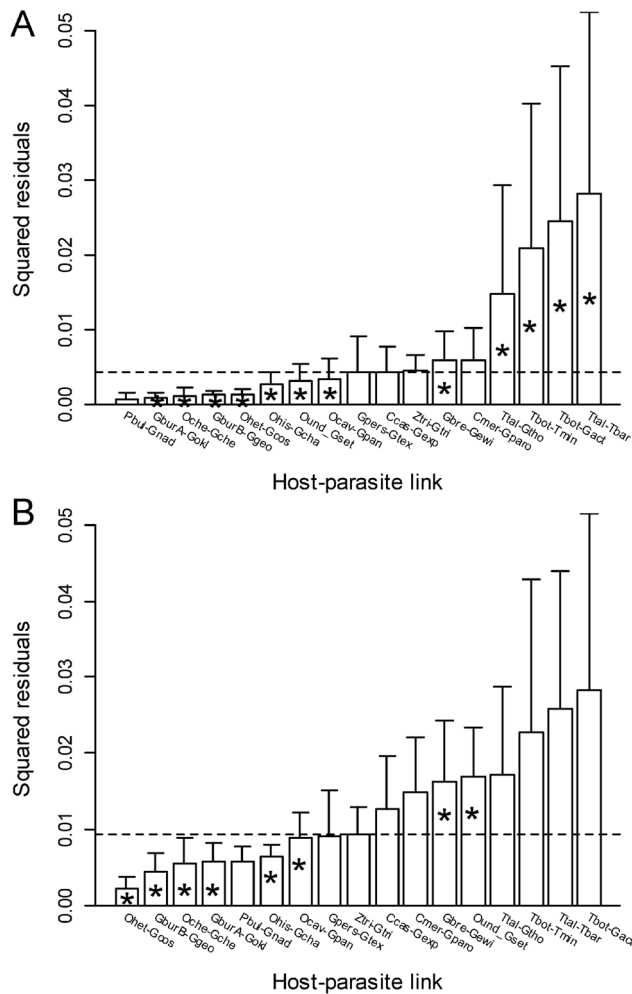 A
Squared residuals
0.05
0.04
0.03
0.02
0.01
0.00
Pbul-Gnad
GburA-Gokl
Oche-Gche
GburB-Ggeo
Ohet-Gcos
Ohis-Gcha
Ound_Gset
Ocav-Gpan
Gpers-Gtex
Ccas-Gexp
Ztri-Gtri
Gbre-Gewi
Cmer-Gparo
Ttal-Gtho
Tbot-Tmin
Tbot-Gact
Ttal-Tbar
Host-parasite link
B
Squared residuals
0.05
0.04
0.03
0.02
0.01
0.00
Ohet-Gcos
GburB-Ggeo
Oche-Gche
GburA-Gokl
Pbul-Gnad
Ohis-Gcha
Ocav-Gpan
Gpers-Gtex
Ztri-Gtri
Ccas-Gexp
Cmer-Gparo
Gbre-Gewi
Ound_Gset
Ttal-Gtho
Tbot-Tmin
Ttal-Tbar
Tbot-Gact
Host-parasite link